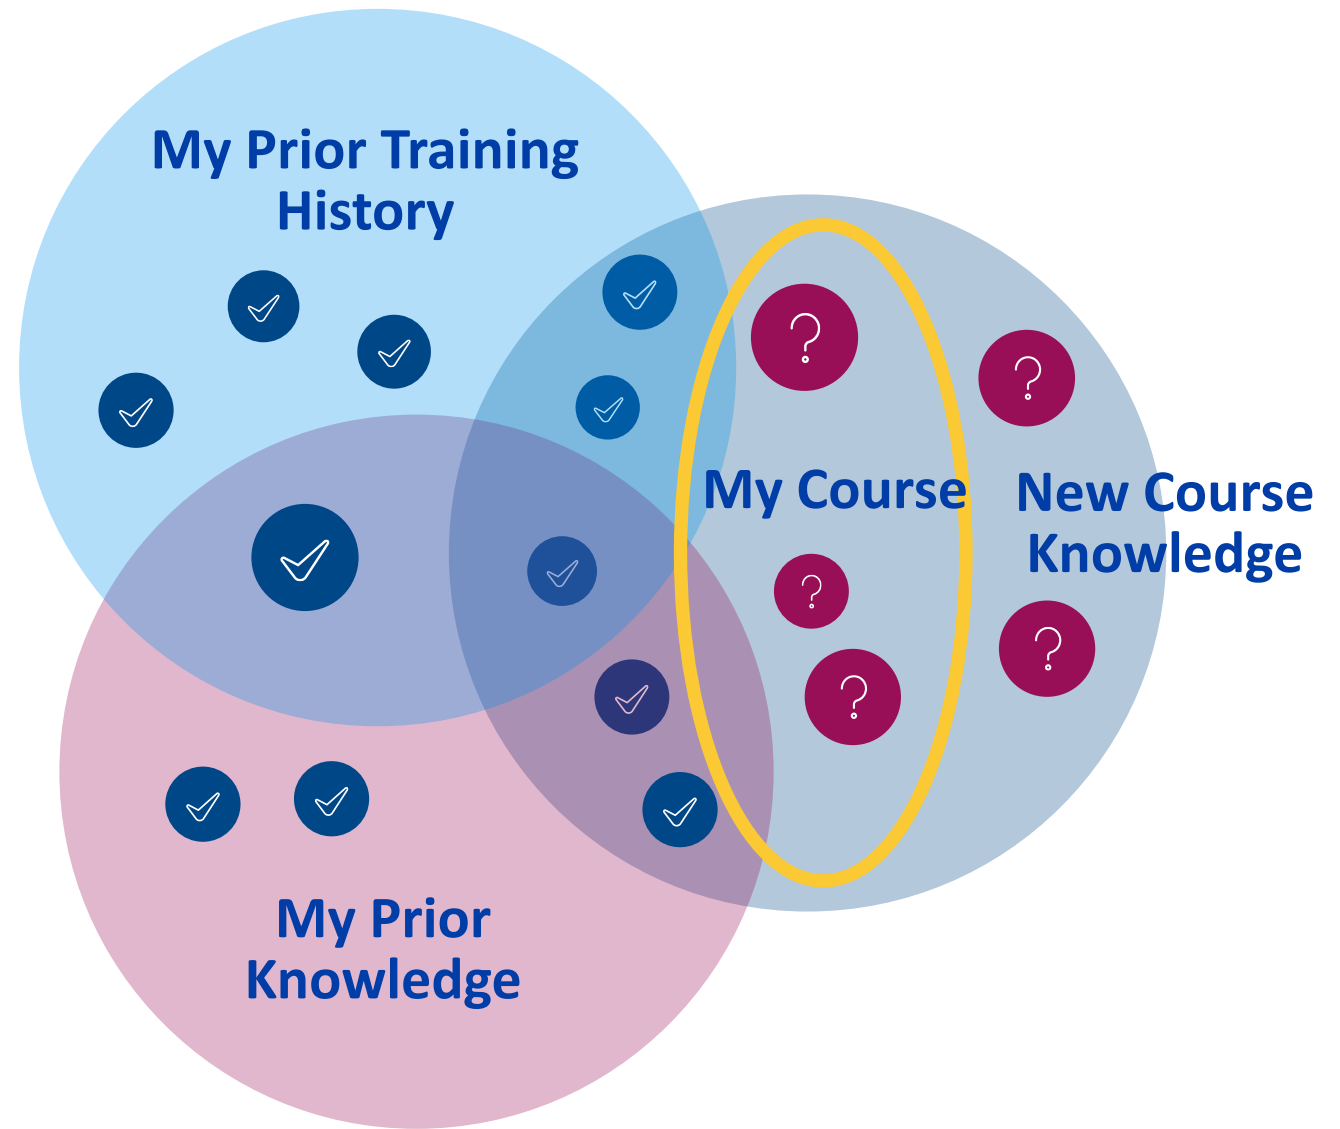 My Prior Training
History
?
?
My Course
New Course
Knowledge
?
?
?
My Prior
Knowledge